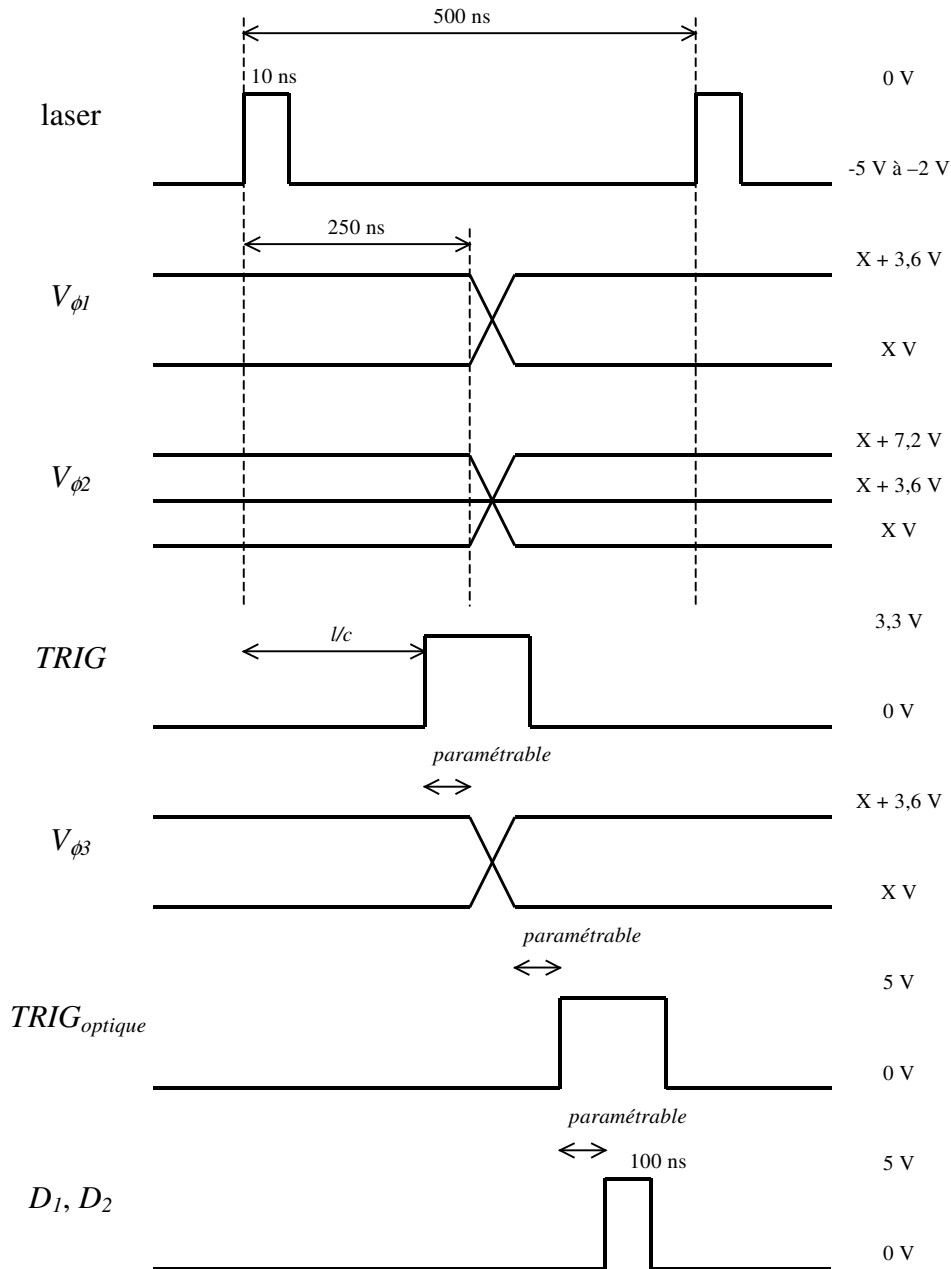 500 ns
10 ns
0 V
laser
-5 V à –2 V
250 ns
X + 3,6 V
Vϕ1
X V
X + 7,2 V
Vϕ2
X + 3,6 V
X V
3,3 V
l/c
TRIG
0 V
paramétrable
X + 3,6 V
Vϕ3
X V
paramétrable
5 V
TRIGoptique
0 V
paramétrable
100 ns
5 V
D1, D2
0 V